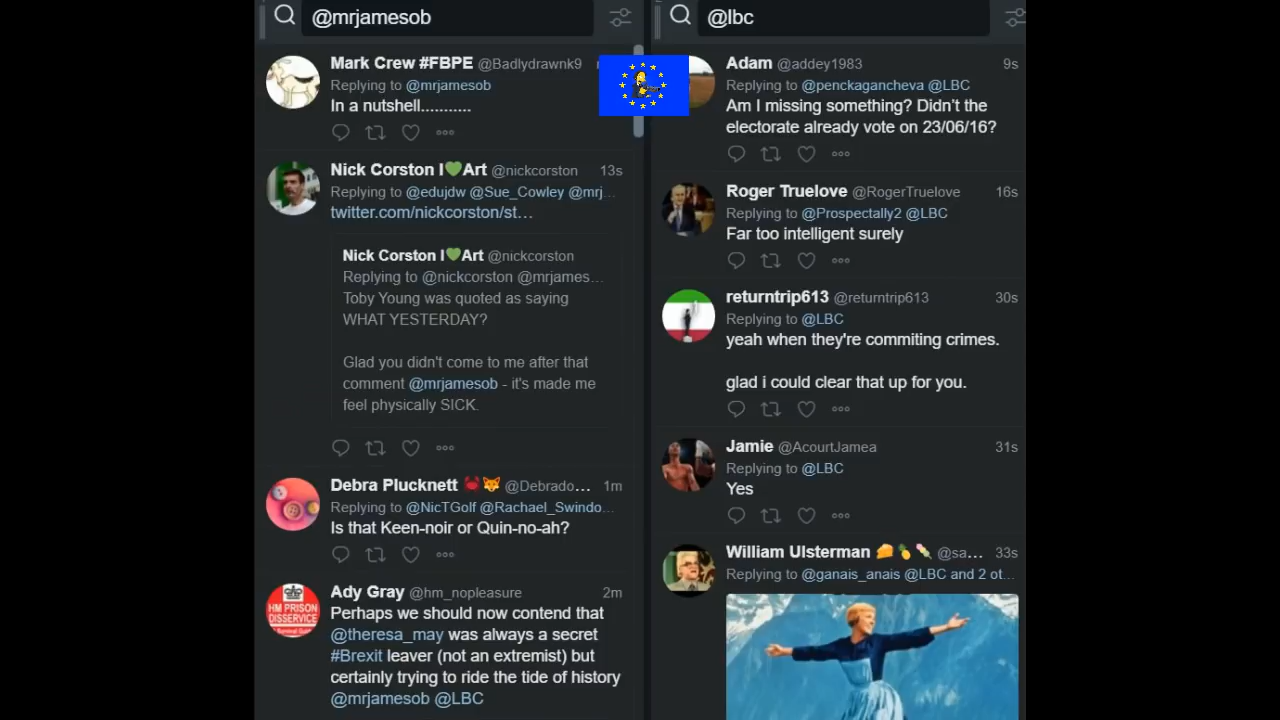 @mrjamesob
Mark Crew #FBPE @Badlydrawnk9
Replying to @mrjamesob
In a nutshell...........
Nick Corston I💚Art @nickcorston 13s
Replying to @edujdw @Sue_Cowley @mrj...
twitter.com/nickcorston/st...
Nick Corston I💚Art @nickcorston
Replying to @nickcorston @mrjames...
Toby Young was quoted as saying
WHAT YESTERDAY?
Glad you didn't come to me after that
comment @mrjamesob - it's made me
feel physically SICK.
Debra Plucknett 🦀🦊 @Debrado... 1m
Replying to @NicTGolf @Rachael_Swindo...
Is that Keen-noir or Quin-no-ah?
HM PRISON
DISSERVICE
Ady Gray @hm_nopleasure 2m
Perhaps we should now contend that
@theresa_may was always a secret
#Brexit leaver (not an extremist) but
certainly trying to ride the tide of history
@mrjamesob @LBC
@lbc
Adam @addey1983 9s
Replying to @penckagancheva @LBC
Am I missing something? Didn't the
electorate already vote on 23/06/16?
Roger Truelove @RogerTruelove 16s
Replying to @Prospectally2 @LBC
Far too intelligent surely
returntrip613 @returntrip613 30s
Replying to @LBC
yeah when they're commiting crimes.
glad i could clear that up for you.
Jamie @AcourtJamea 31s
Replying to @LBC
Yes
William Ulsterman 🧀🍍🍡 @sa... 33s
Replying to @ganais_anais @LBC and 2 ot...